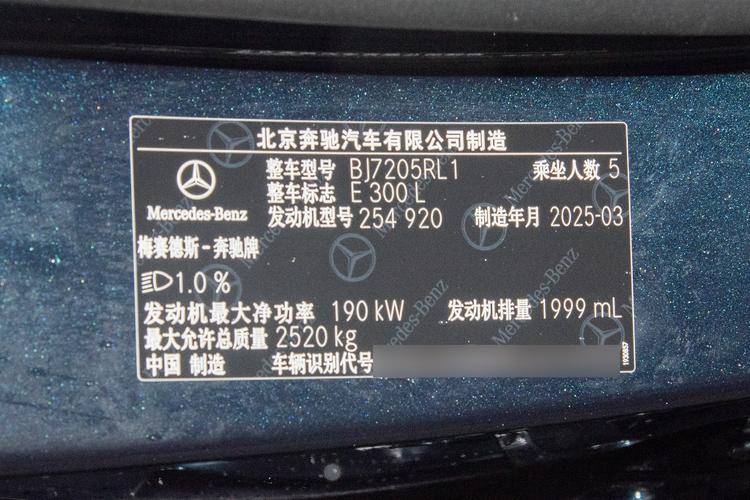 北京奔驰汽车有限公司制造
整车型号 BJ7205RL1 乘坐人数 5
整车标志 E 300 L
Mercedes-Benz
发动机型号 254 920 制造年月 2025-03
梅赛德斯-奔驰牌
1.0 %
发动机最大净功率 190 kW 发动机排量 1999 mL
最大允许总质量 2520 kg
中国 制造 车辆识别代号